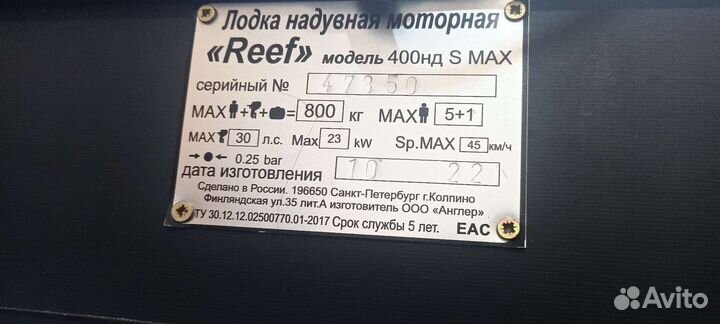 Лодка надувная моторная
«Reef» модель 400нд S MAX
серийный № 47350
MAX + + = 800 кг MAX 5+1
MAX 30 л.с. Max 23 kW Sp.MAX 45 км/ч
0.25 bar
дата изготовления 10 22
Сделано в России. 196650 Санкт-Петербург г.Колпино
Финляндская ул.35 лит.А изготовитель ООО «Англер»
ТУ 30.12.12.02500770.01-2017 Срок службы 5 лет. EAC
Avito